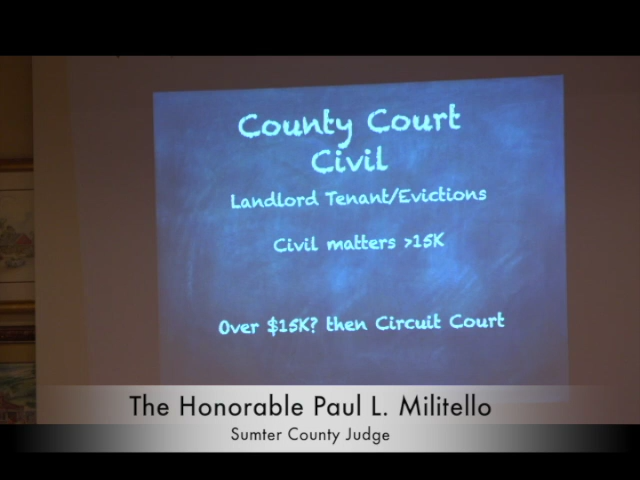 County Court
Civil
Landlord Tenant/Evictions
Civil matters >15K
Over $15K? then Circuit Court
The Honorable Paul L. Militello
Sumter County Judge